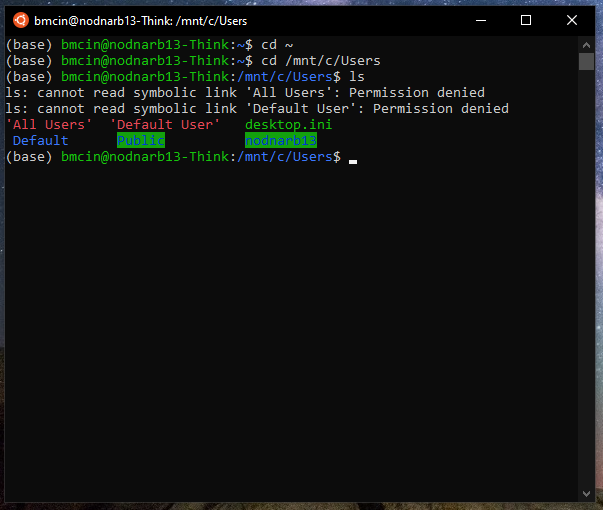 bmcin@nodnarb13-Think: /mnt/c/Users
(base) bmcin@nodnarb13-Think:~$ cd ~
(base) bmcin@nodnarb13-Think:~$ cd /mnt/c/Users
(base) bmcin@nodnarb13-Think:/mnt/c/Users$ ls
ls: cannot read symbolic link 'All Users': Permission denied
ls: cannot read symbolic link 'Default User': Permission denied
'All Users'  'Default User'   desktop.ini
 Default      Public          nodnarb13
(base) bmcin@nodnarb13-Think:/mnt/c/Users$